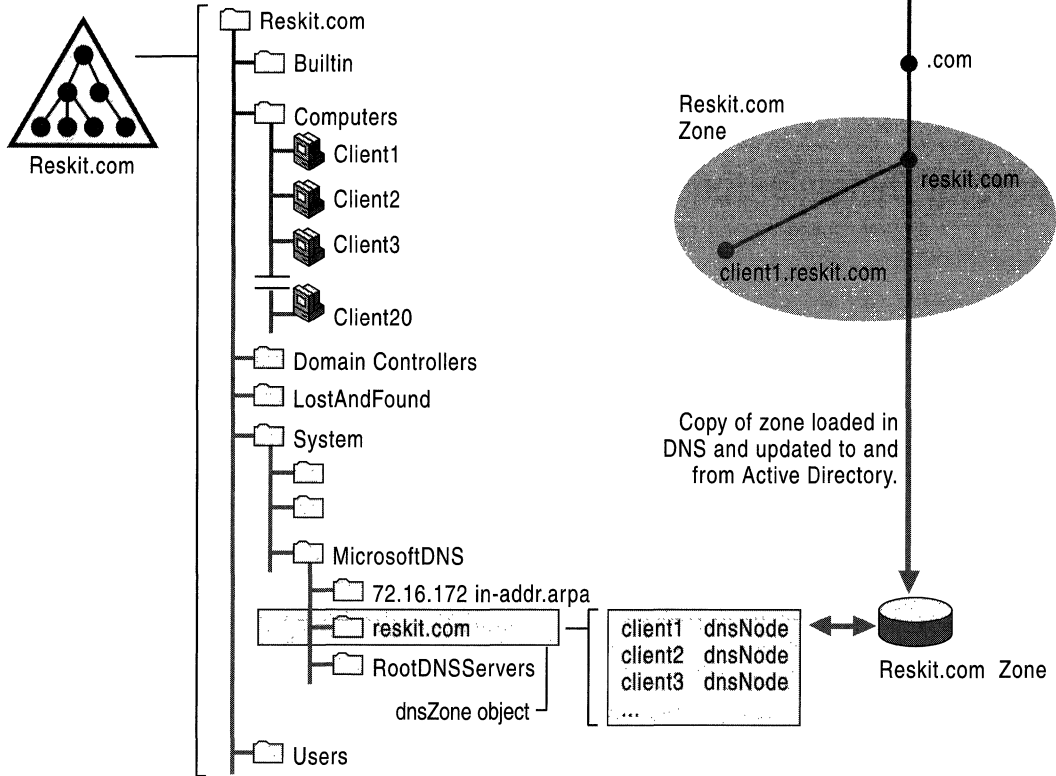 Reskit.com
Reskit.com
Builtin
Computers
Client1
Client2
Client3
Client20
Domain Controllers
LostAndFound
System
MicrosoftDNS
72.16.172 in-addr.arpa
reskit.com
RootDNSServers
dnsZone object
Users
client1 dnsNode
client2 dnsNode
client3 dnsNode
...
.com
Reskit.com
Zone
reskit.com
client1.reskit.com
Copy of zone loaded in
DNS and updated to and
from Active Directory.
Reskit.com Zone